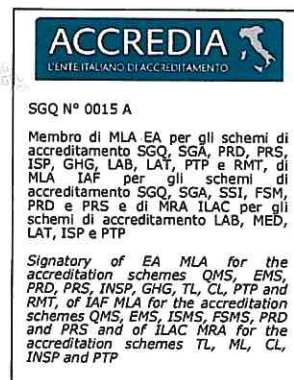 ACCREDIA
L'ENTE ITALIANO DI ACCREDITAMENTO
SGQ N° 0015 A
Membro di MLA EA per gli schemi di
accreditamento SGQ, SGA, PRD, PRS,
ISP, GHG, LAB, LAT, PTP e RMT, di
MLA IAF per gli schemi di
accreditamento SGQ, SGA, SSI, FSM,
PRD e PRS e di MRA ILAC per gli
schemi di accreditamento LAB, MED,
LAT, ISP e PTP
Signatory of EA MLA for the
accreditation schemes QMS, EMS,
PRD, PRS, INSP, GHG, TL, CL, PTP and
RMT, of IAF MLA for the accreditation
schemes QMS, EMS, ISMS, FSMS, PRD
and PRS and of ILAC MRA for the
accreditation schemes TL, ML, CL,
INSP and PTP